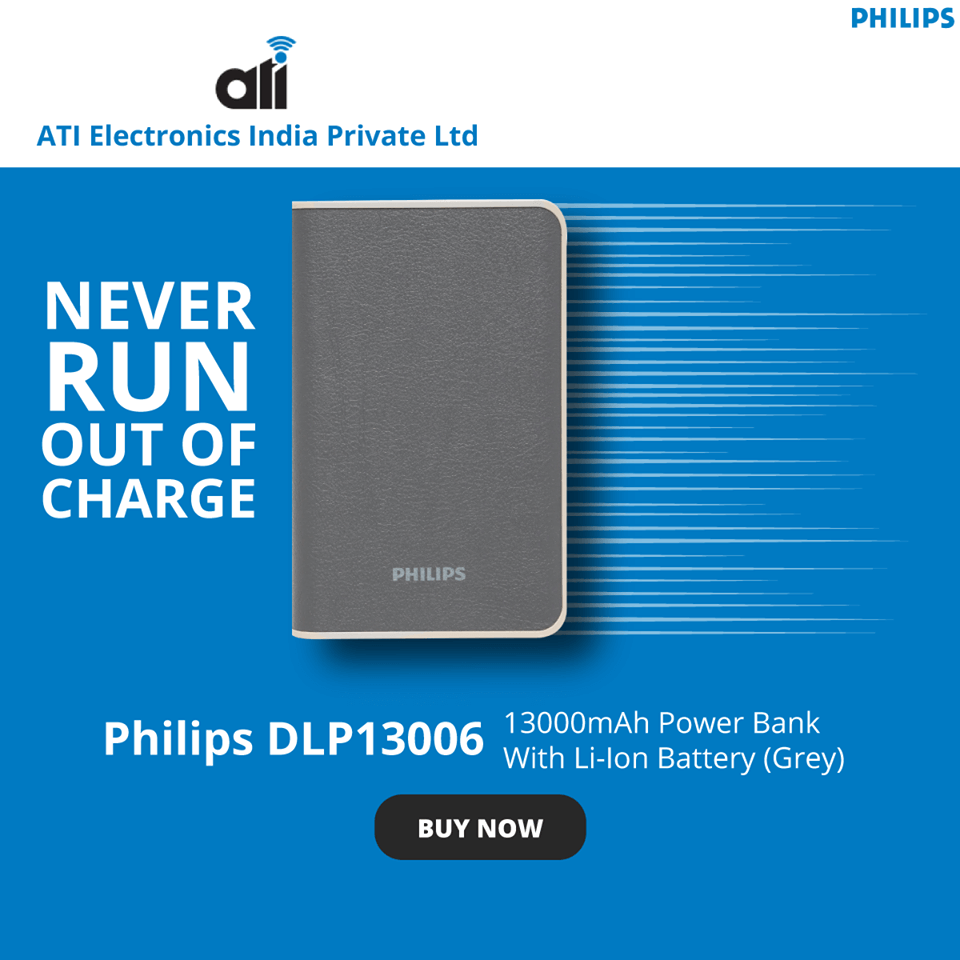 PHILIPS
ati
ATI Electronics India Private Ltd
NEVER
RUN
OUT OF
CHARGE
PHILIPS
Philips DLP13006
13000mAh Power Bank
With Li-Ion Battery (Grey)
BUY NOW